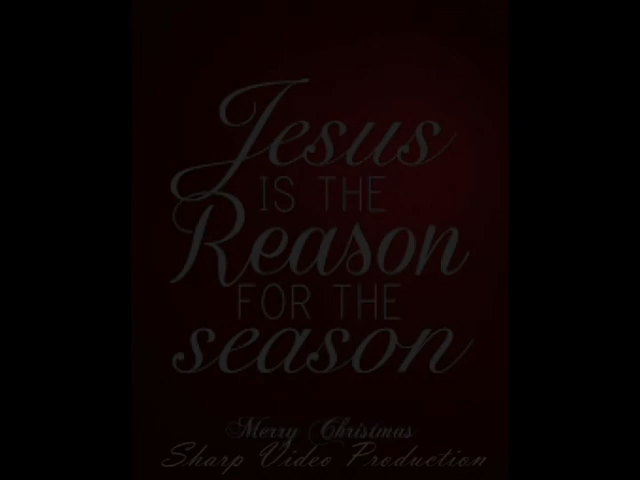 Jesus
IS THE
Reason
FOR THE
season
Merry Christmas
Sharp Video Production